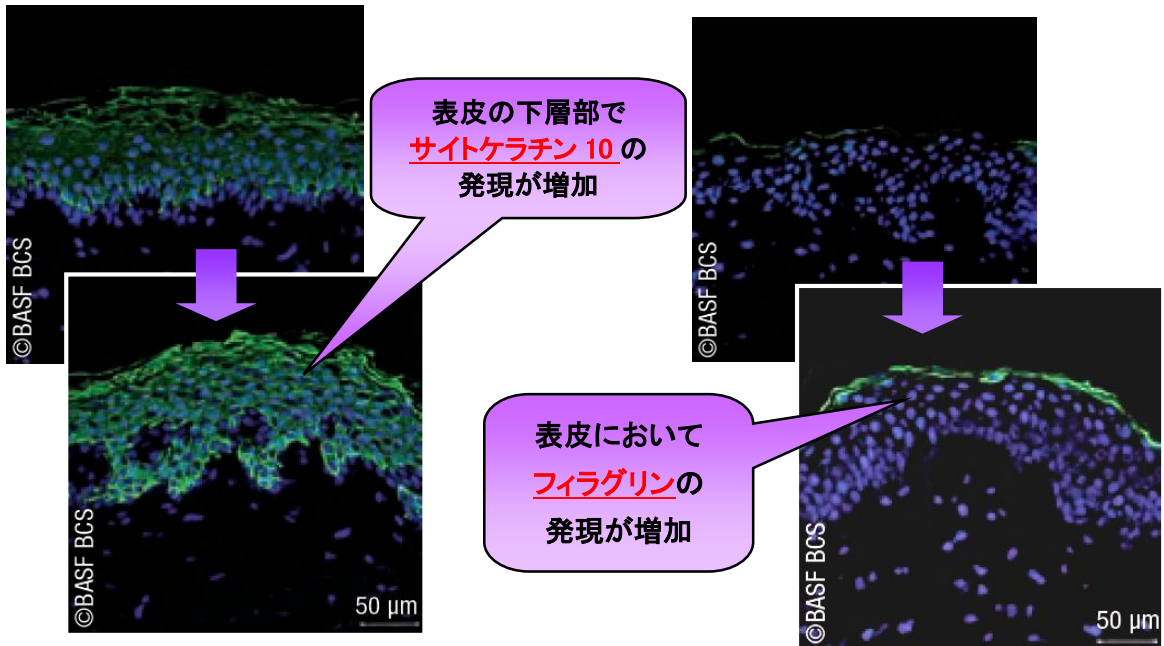 表皮の下層部で
サイトケラチン 10 の
発現が増加
©BASF BCS
©BASF BCS
表皮において
フィラグリンの
発現が増加
©BASF BCS
50 µm
©BASF BCS
50 µm